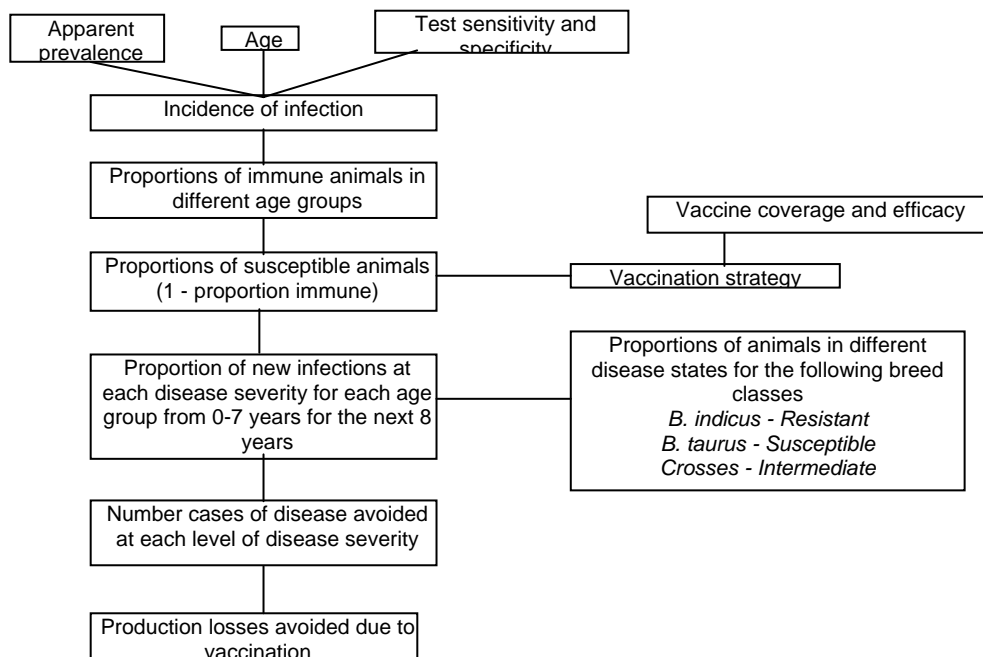 Apparent
prevalence
Age
Test sensitivity and
specificity
Incidence of infection
Proportions of immune animals in
different age groups
Vaccine coverage and efficacy
Proportions of susceptible animals
(1 - proportion immune)
Vaccination strategy
Proportion of new infections at
each disease severity for each age
group from 0-7 years for the next 8
years
Proportions of animals in different
disease states for the following breed
classes
B. indicus - Resistant
B. taurus - Susceptible
Crosses - Intermediate
Number cases of disease avoided
at each level of disease severity
Production losses avoided due to
vaccination